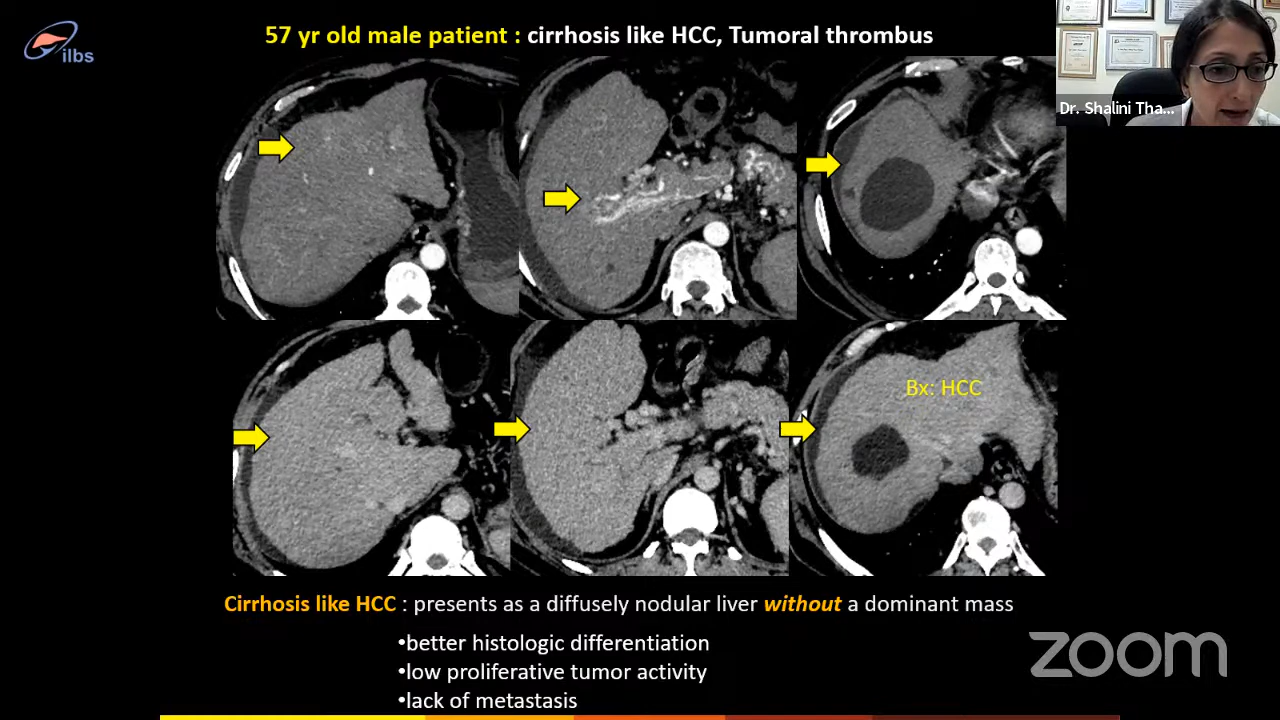 57 yr old male patient : cirrhosis like HCC, Tumoral thrombus
ilbs
Dr. Shalini Tha...
Bx: HCC
Cirrhosis like HCC : presents as a diffusely nodular liver without a dominant mass
•better histologic differentiation
•low proliferative tumor activity
•lack of metastasis
zoom